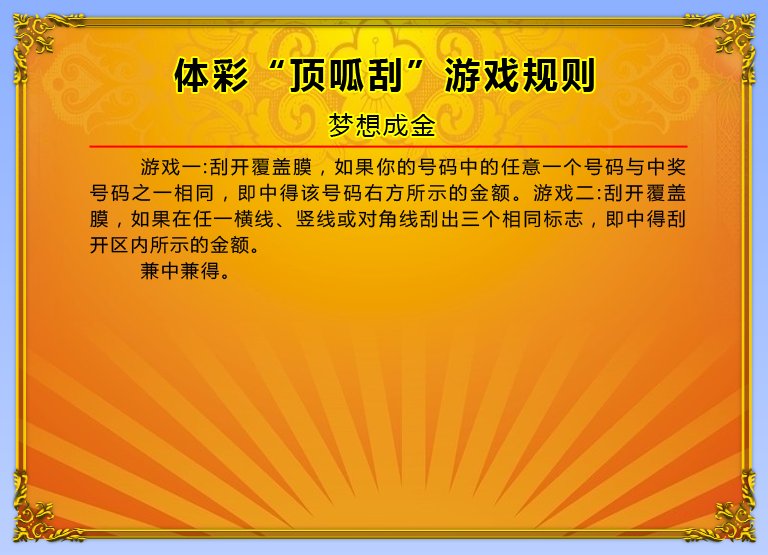 体彩“顶呱刮”游戏规则
梦想成金
游戏一:刮开覆盖膜，如果你的号码中的任意一个号码与中奖
号码之一相同，即中得该号码右方所示的金额。游戏二:刮开覆盖
膜，如果在任一横线、竖线或对角线刮出三个相同标志，即中得刮
开区内所示的金额。
兼中兼得。